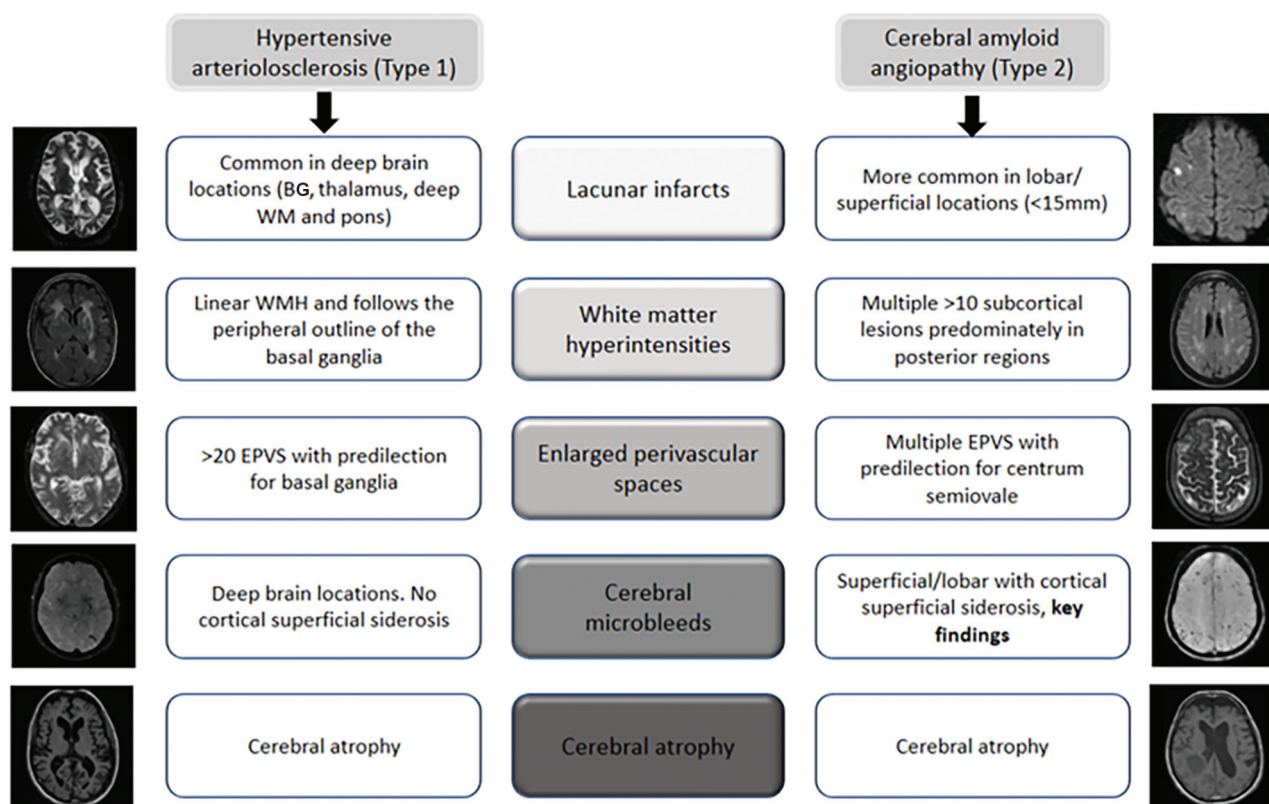 Hypertensive
arteriolosclerosis (Type 1)
Cerebral amyloid
angiopathy (Type 2)
Common in deep brain
locations (BG, thalamus, deep
WM and pons)
Lacunar infarcts
More common in lobar/
superficial locations (<15mm)
Linear WMH and follows the
peripheral outline of the
basal ganglia
White matter
hyperintensities
Multiple >10 subcortical
lesions predominately in
posterior regions
>20 EPVS with predilection
for basal ganglia
Enlarged perivascular
spaces
Multiple EPVS with
predilection for centrum
semiovale
Deep brain locations. No
cortical superficial siderosis
Cerebral
microbleeds
Superficial/lobar with cortical
superficial siderosis, key
findings
Cerebral atrophy
Cerebral atrophy
Cerebral atrophy